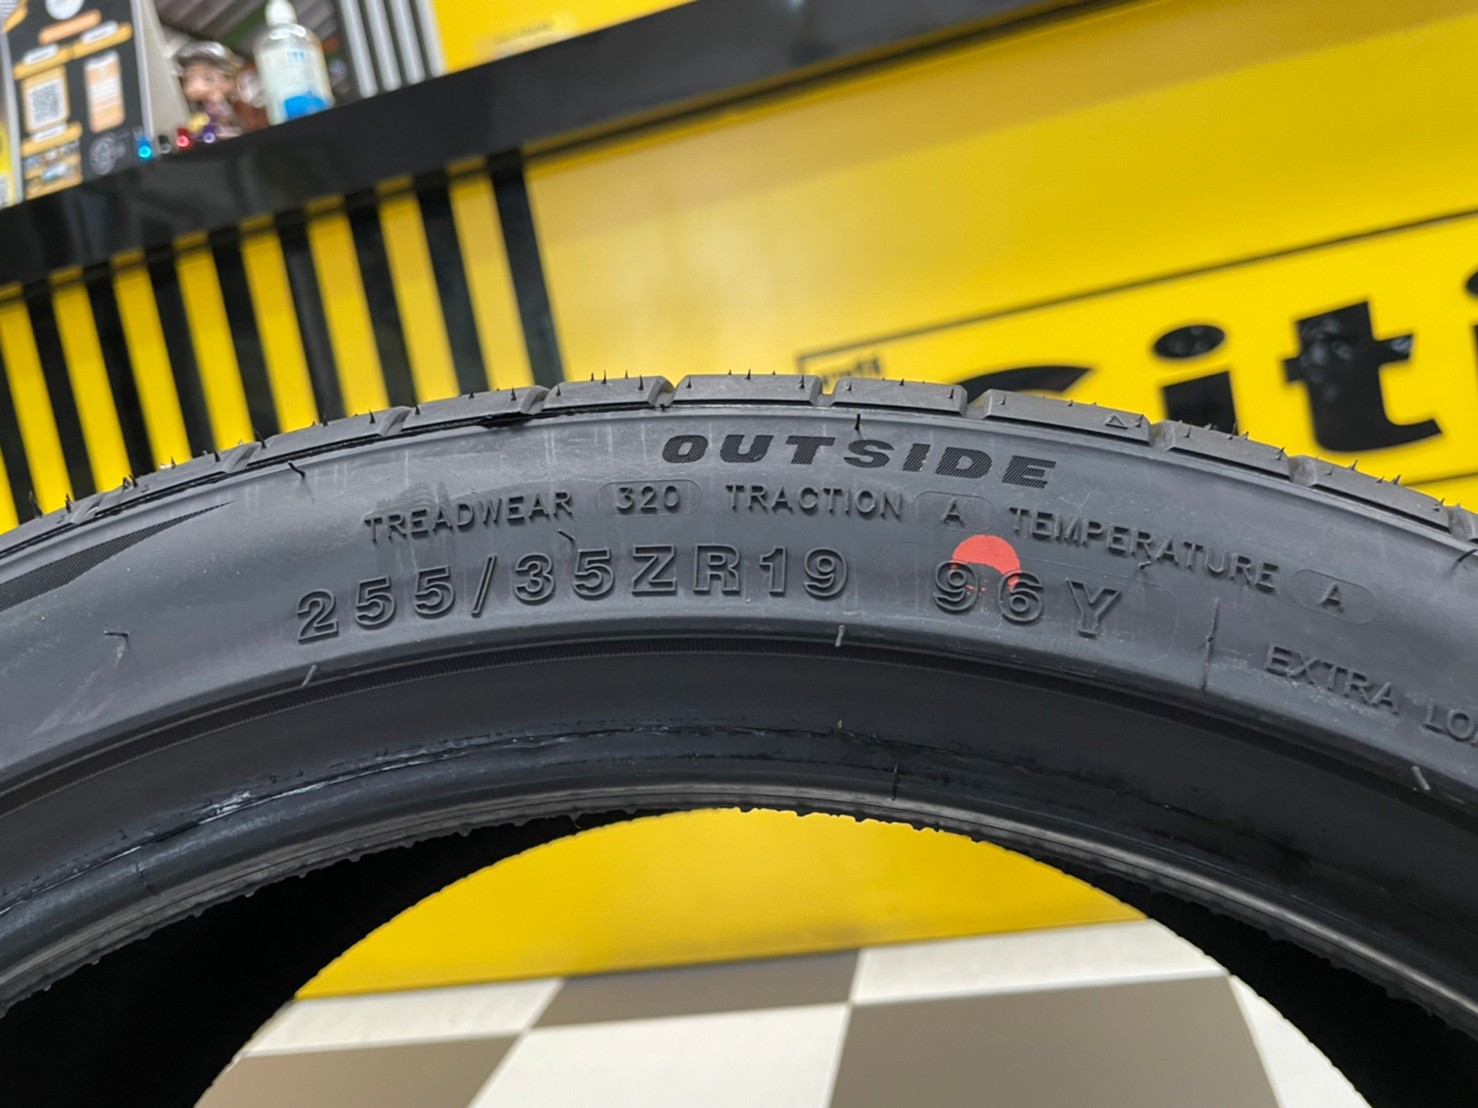 OUTSIDE
TREADWEAR 320 TRACTION A TEMPERATURE A
255/35ZR19 96Y
EXTRA LO